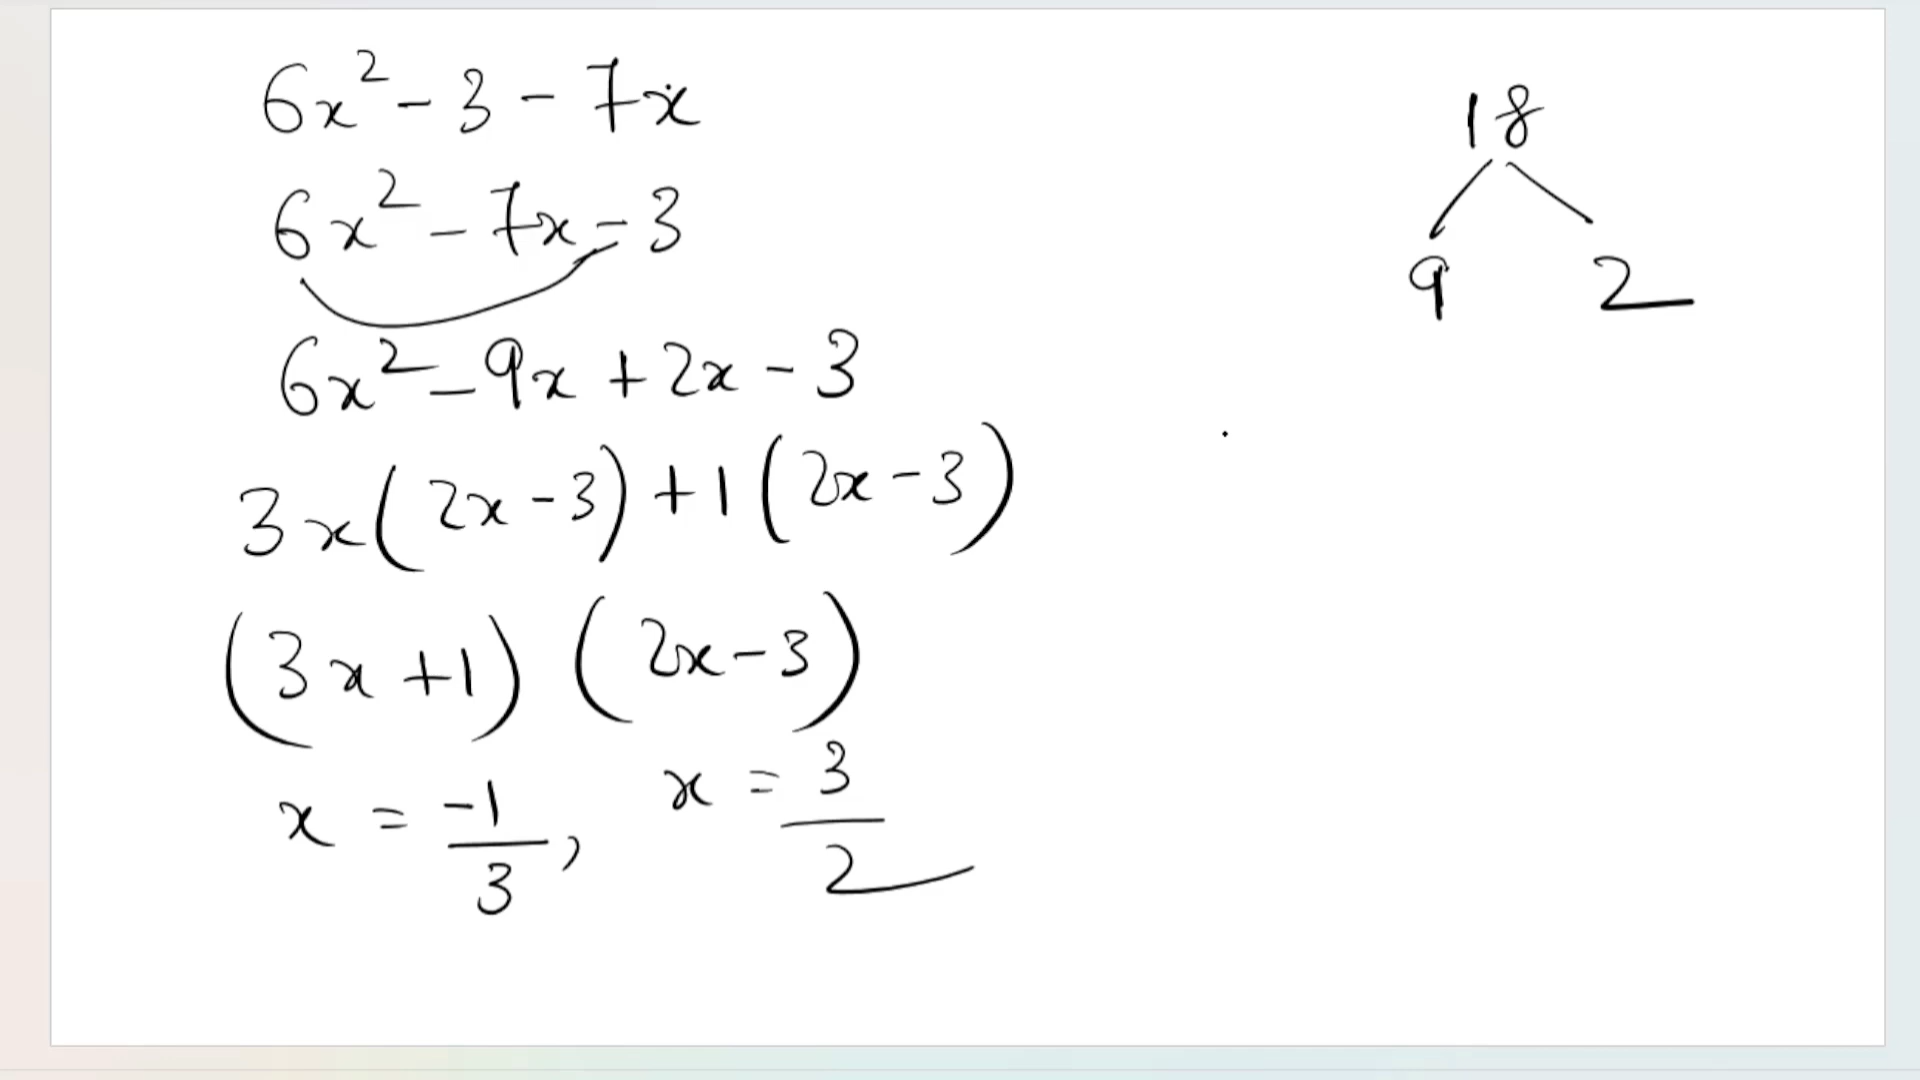 6x² - 3 - 7x
6x² - 7x - 3
6x² - 9x + 2x - 3
3x(2x - 3) + 1(2x - 3)
(3x + 1) (2x - 3)
x = -1/3, x = 3/2
18
9 2